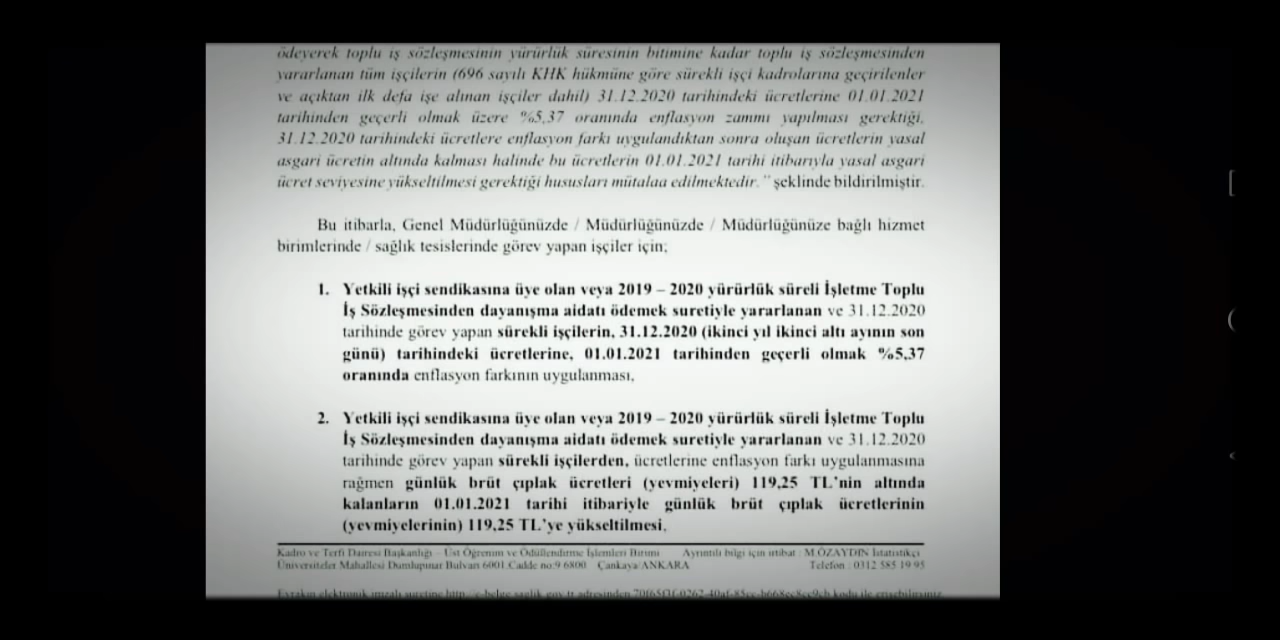 ödeyerek toplu iş sözleşmesinin yürürlük süresinin bitimine kadar toplu iş sözleşmesinden
yararlanan tüm işçilerin (696 sayılı KHK hükmüne göre sürekli işçi kadrolarına geçirilenler
ve açıktan ilk defa işe alınan işçiler dahil) 31.12.2020 tarihindeki ücretlerine 01.01.2021
tarihinden geçerli olmak üzere %5,37 oranında enflasyon zammı yapılması gerektiği,
31.12.2020 tarihindeki ücretlere enflasyon farkı uygulandıktan sonra oluşan ücretlerin yasal
asgari ücretin altında kalması halinde bu ücretlerin 01.01.2021 tarihi itibarıyla yasal asgari
ücret seviyesine yükseltilmesi gerektiği hususları mütalaa edilmektedir." şeklinde bildirilmiştir.
Bu itibarla, Genel Müdürlüğünüzde / Müdürlüğünüzde / Müdürlüğünüze bağlı hizmet
birimlerinde / sağlık tesislerinde görev yapan işçiler için;
1. Yetkili işçi sendikasına üye olan veya 2019 – 2020 yürürlük süreli İşletme Toplu
İş Sözleşmesinden dayanışma aidatı ödemek suretiyle yararlanan ve 31.12.2020
tarihinde görev yapan sürekli işçilerin, 31.12.2020 (ikinci yıl ikinci altı ayının son
günü) tarihindeki ücretlerine, 01.01.2021 tarihinden geçerli olmak %5,37
oranında enflasyon farkının uygulanması,
2. Yetkili işçi sendikasına üye olan veya 2019 – 2020 yürürlük süreli İşletme Toplu
İş Sözleşmesinden dayanışma aidatı ödemek suretiyle yararlanan ve 31.12.2020
tarihinde görev yapan sürekli işçilerden, ücretlerine enflasyon farkı uygulanmasına
rağmen günlük brüt çıplak ücretleri (yevmiyeleri) 119,25 TL'nin altında
kalanların 01.01.2021 tarihi itibariyle günlük brüt çıplak ücretlerinin
(yevmiyelerinin) 119,25 TL'ye yükseltilmesi,
Kadro ve Terfi Dairesi Başkanlığı – Üst Öğrenim ve Ödüllendirme İşlemleri Birimi Ayrıntılı bilgi için irtibat : M.ÖZAYDIN İstatistikçi
Üniversiteler Mahallesi Dumlupınar Bulvarı 6001.Cadde no:9 6800 Çankaya/ANKARA Telefon : 0312 585 19 95
Evrakın elektronik imzalı suretine adresinden kodu ile erişebilirsiniz.